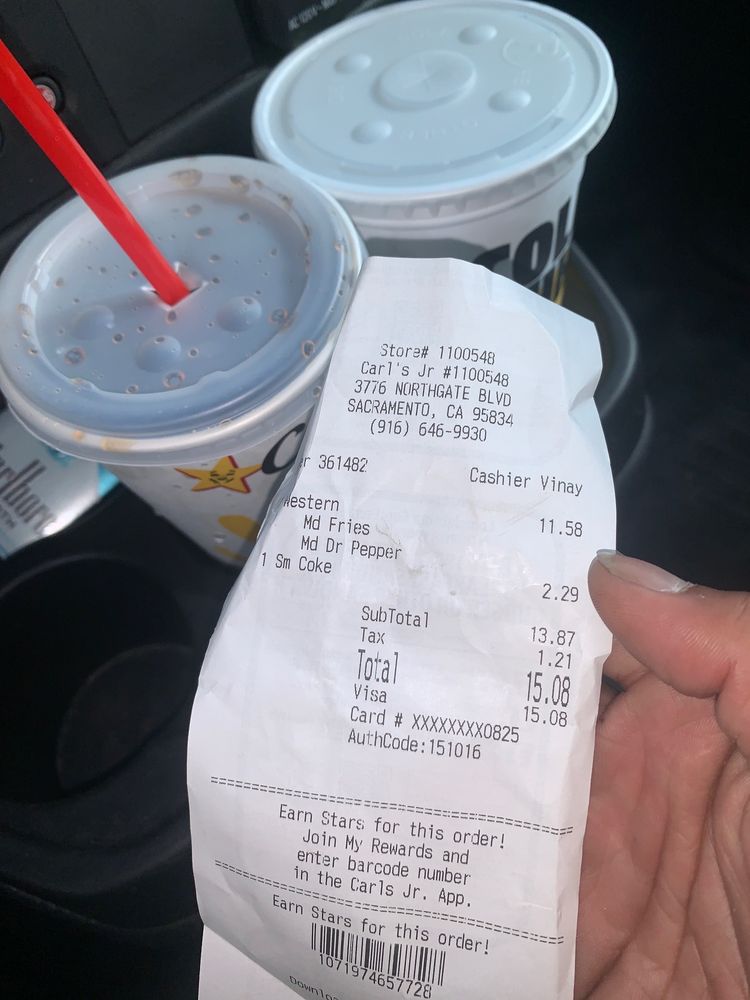 Store# 1100548
Carl's Jr #1100548
3776 NORTHGATE BLVD
SACRAMENTO, CA 95834
(916) 646-9930
361482 Cashier Vinay
Western 11.58
Md Fries
Md Dr Pepper
1 Sm Coke 2.29
SubTotal 13.87
Tax 1.21
Total 15.08
Visa 15.08
Card # XXXXXXXX0825
AuthCode:151016
Earn Stars for this order!
Join My Rewards and
enter barcode number
in the Carls Jr. App.
Earn Stars for this order!
1071974657728